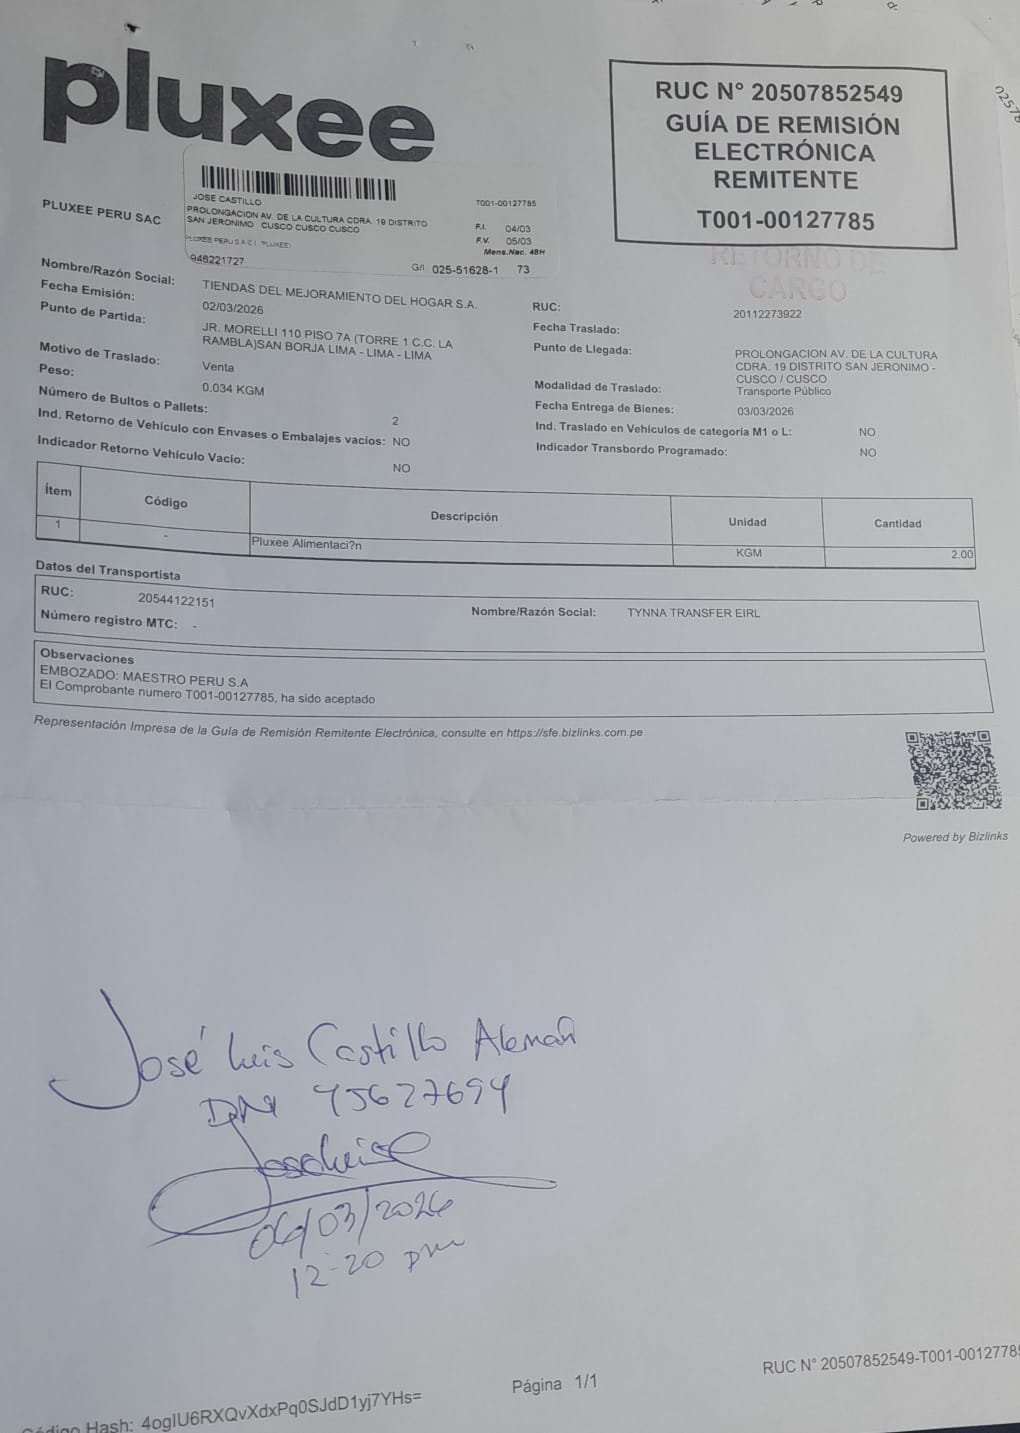 pluxee
RUC N° 20507852549
GUÍA DE REMISIÓN
ELECTRÓNICA
REMITENTE
T001-00127785
02578
RETORNO DE
CARGO
PLUXEE PERU SAC
JOSE CASTILLO
T001-00127785
PROLONGACION AV. DE LA CULTURA CDRA. 19 DISTRITO
SAN JERONIMO CUSCO CUSCO CUSCO
F.I. 04/03
F.V. 05/03
PLUXEE PERU S A C ( PLUXEE)
Mens.Nac. 48H
946221727
G/I 025-51628-1 73
Nombre/Razón Social: TIENDAS DEL MEJORAMIENTO DEL HOGAR S.A.
RUC: 20112273922
Fecha Emisión: 02/03/2026
Fecha Traslado:
Punto de Partida: JR. MORELLI 110 PISO 7A (TORRE 1 C.C. LA
RAMBLA)SAN BORJA LIMA - LIMA - LIMA
Punto de Llegada: PROLONGACION AV. DE LA CULTURA
CDRA. 19 DISTRITO SAN JERONIMO -
CUSCO / CUSCO
Motivo de Traslado: Venta
Modalidad de Traslado: Transporte Público
Peso: 0.034 KGM
Fecha Entrega de Bienes: 03/03/2026
Número de Bultos o Pallets: 2
Ind. Traslado en Vehículos de categoría M1 o L: NO
Ind. Retorno de Vehículo con Envases o Embalajes vacíos: NO
Indicador Transbordo Programado: NO
Indicador Retorno Vehículo Vacio: NO
Ítem Código Descripción Unidad Cantidad
1 - Pluxee Alimentaci?n KGM 2.00
Datos del Transportista
RUC: 20544122151
Nombre/Razón Social: TYNNA TRANSFER EIRL
Número registro MTC: -
Observaciones
EMBOZADO: MAESTRO PERU S.A
El Comprobante numero T001-00127785, ha sido aceptado
Representación Impresa de la Guía de Remisión Remitente Electrónica, consulte en https://sfe.bizlinks.com.pe
Powered by Bizlinks
José Luis Castillo Alemán
DNI 45627694
Joseluisc
04/03/2026
12:20 pm
RUC N° 20507852549-T001-00127785
Página 1/1
Código Hash: 4ogIU6RXQvXdxPq0SJdD1yj7YHs=